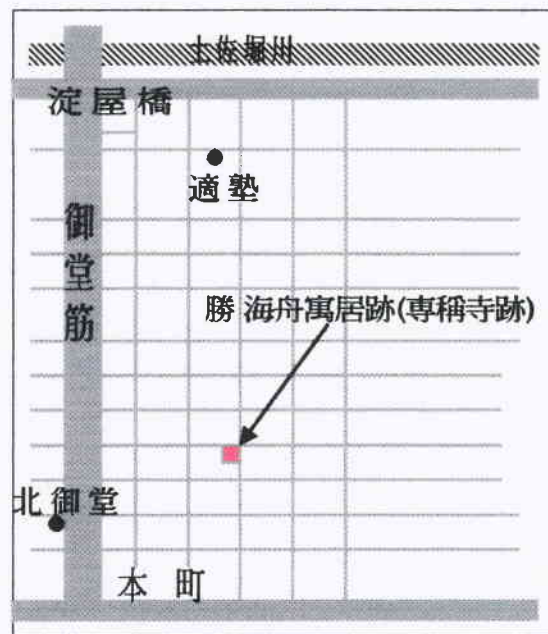 土佐堀川
淀屋橋
適塾
御堂筋
勝海舟寓居跡(専稱寺跡)
北御堂
本町